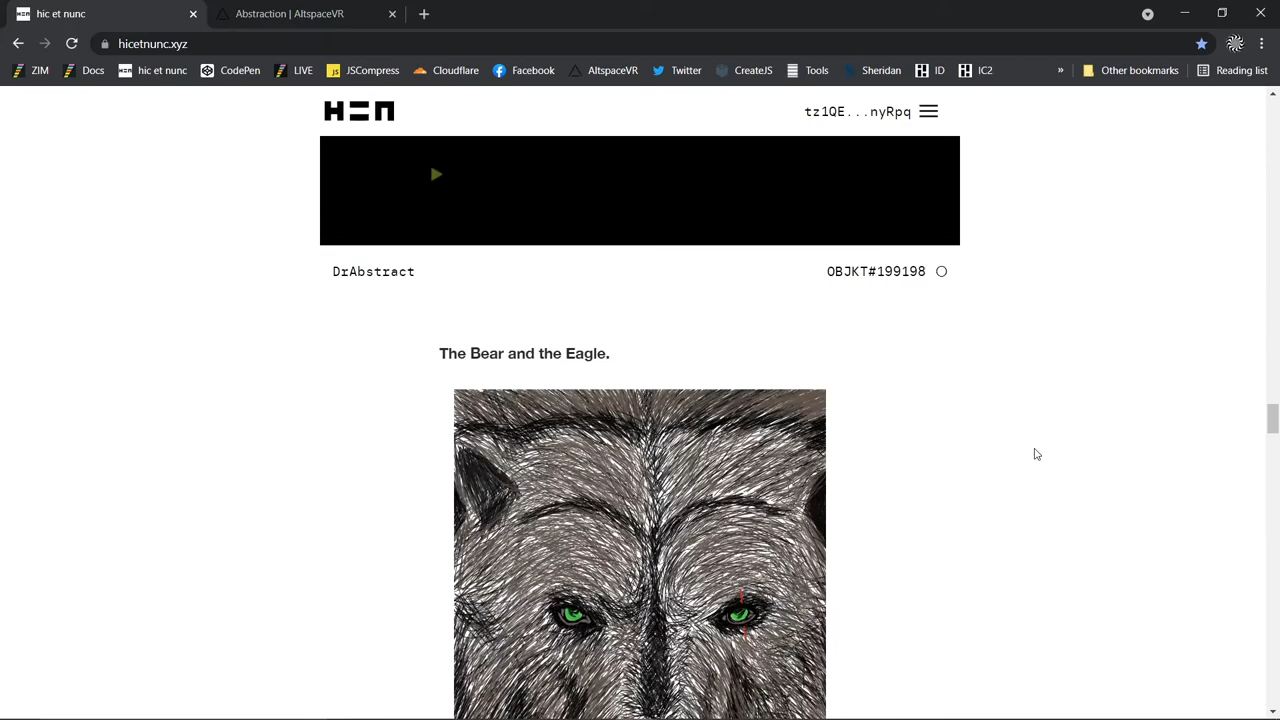 hic et nunc
Abstraction | AltspaceVR
hicetnunc.xyz
ZIM Docs hic et nunc CodePen LIVE JSCompress Cloudflare Facebook AltspaceVR Twitter CreateJS Tools Sheridan ID IC2 » Other bookmarks Reading list
tz1QE...nyRpq
DrAbstract OBJKT#199198
The Bear and the Eagle.